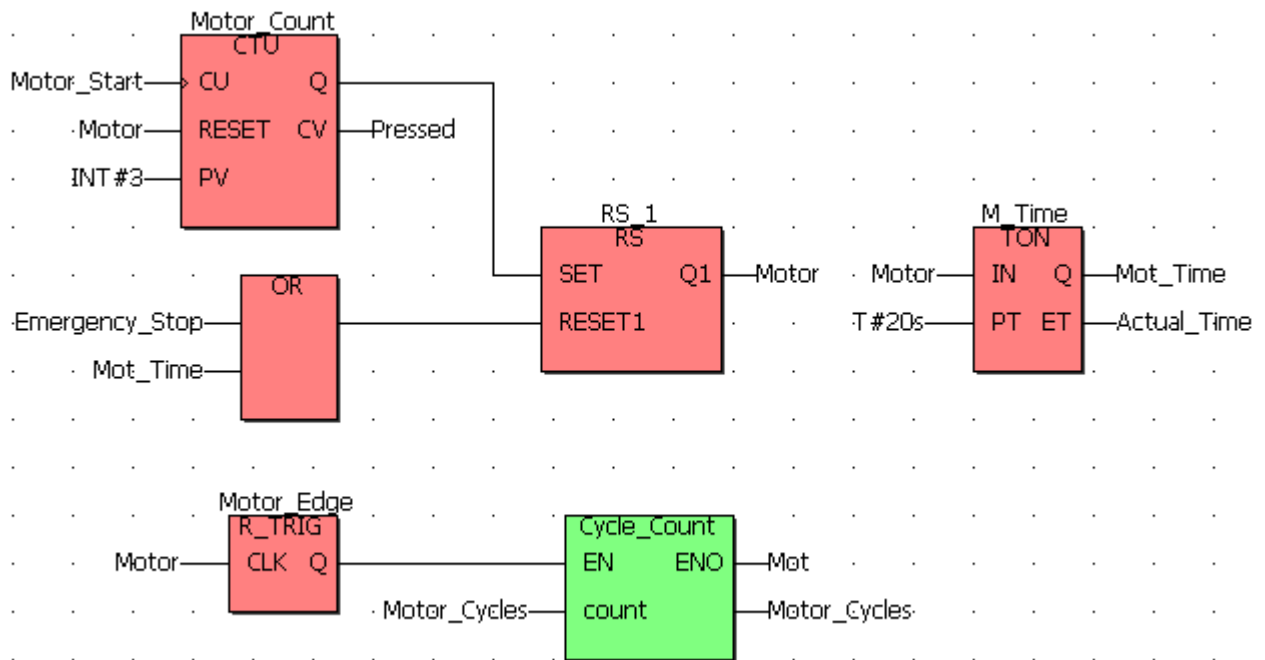 Motor_Count
CTU
Motor_Start CU Q
Motor RESET CV Pressed
INT#3 PV
RS_1 M_Time
RS TON
OR SET Q1 Motor Motor IN Q Mot_Time
Emergency_Stop RESET1 T#20s PT ET Actual_Time
Mot_Time
Motor_Edge
R_TRIG Cycle_Count
Motor CLK Q EN ENO Mot
Motor_Cycles count Motor_Cycles